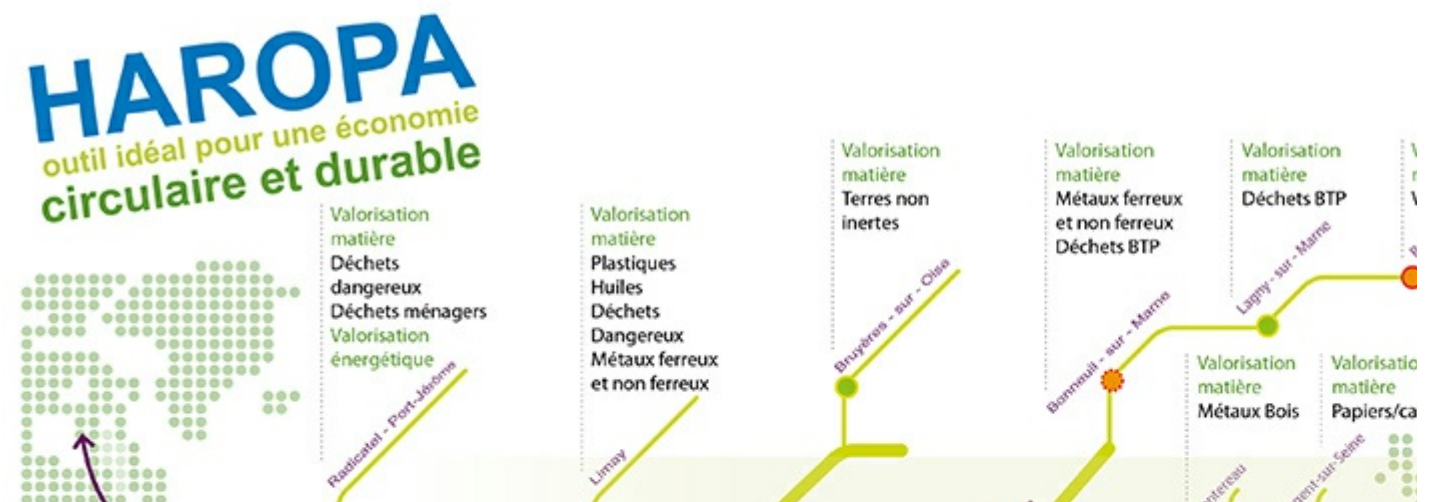 HAROPA
outil idéal pour une économie
circulaire et durable
Valorisation
matière
Déchets
dangereux
Déchets ménagers
Valorisation
énergétique
Radicatel - Port-Jérôme
Valorisation
matière
Plastiques
Huiles
Déchets
Dangereux
Métaux ferreux
et non ferreux
Limay
Valorisation
matière
Terres non
inertes
Bruyères - sur - Oise
Valorisation
matière
Métaux ferreux
et non ferreux
Déchets BTP
Bonneuil - sur - Marne
Valorisation
matière
Déchets BTP
Lagny - sur - Marne
Valorisation
matière
Métaux Bois
matière